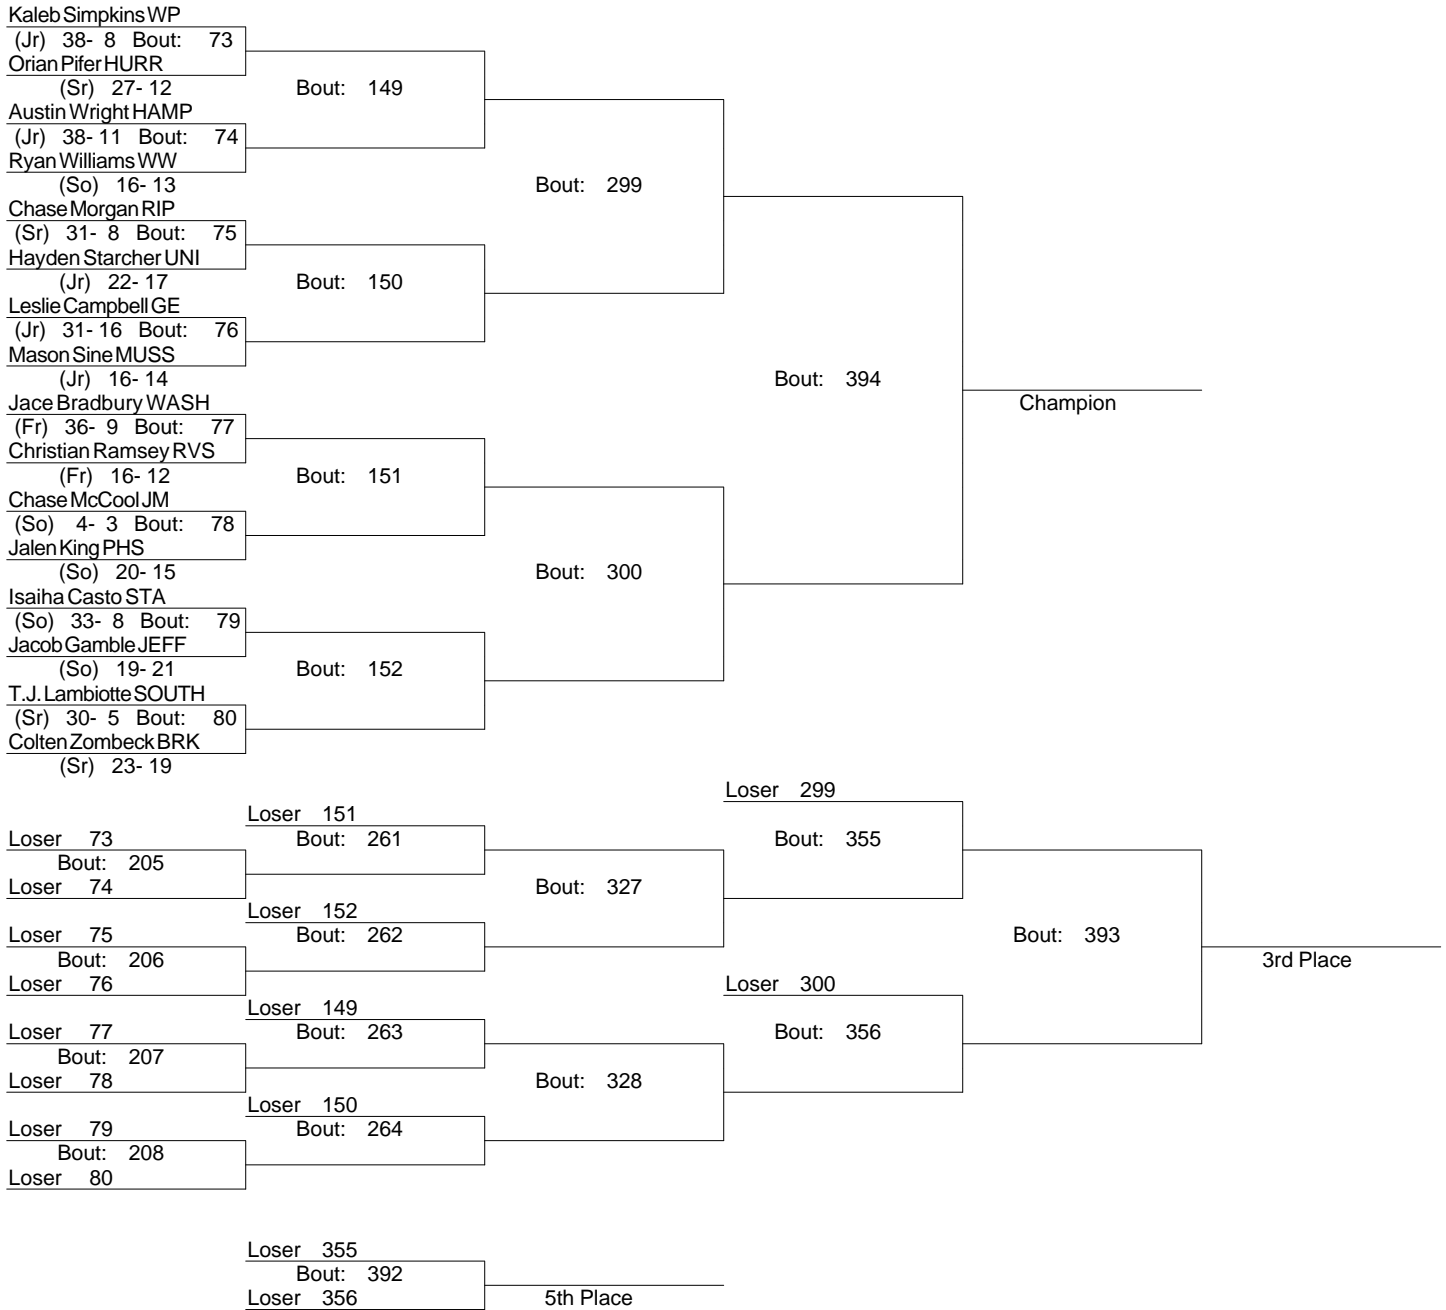 Kaleb Simpkins WP
(Jr) 38- 8 Bout: 73
Orian Pifer HURR
(Sr) 27- 12
Bout: 149
Austin Wright HAMP
(Jr) 38- 11 Bout: 74
Ryan Williams WW
(So) 16- 13
Bout: 299
Chase Morgan RIP
(Sr) 31- 8 Bout: 75
Hayden Starcher UNI
(Jr) 22- 17
Bout: 150
Leslie Campbell GE
(Jr) 31- 16 Bout: 76
Mason Sine MUSS
(Jr) 16- 14
Bout: 394
Champion
Jace Bradbury WASH
(Fr) 36- 9 Bout: 77
Christian Ramsey RVS
(Fr) 16- 12
Bout: 151
Chase McCool JM
(So) 4- 3 Bout: 78
Jalen King PHS
(So) 20- 15
Bout: 300
Isaiha Casto STA
(So) 33- 8 Bout: 79
Jacob Gamble JEFF
(So) 19- 21
Bout: 152
T.J. Lambiotte SOUTH
(Sr) 30- 5 Bout: 80
Colten Zombeck BRK
(Sr) 23- 19
Loser 299
Loser 151
Loser 73
Bout: 261
Bout: 355
Bout: 205
Loser 74
Bout: 327
Loser 152
Loser 75
Bout: 262
Bout: 393
Bout: 206
3rd Place
Loser 76
Loser 300
Loser 149
Loser 77
Bout: 263
Bout: 356
Bout: 207
Loser 78
Bout: 328
Loser 150
Loser 79
Bout: 264
Bout: 208
Loser 80
Loser 355
Bout: 392
Loser 356
5th Place